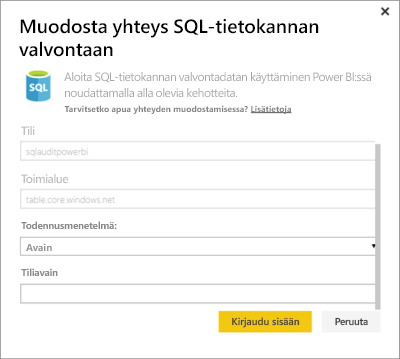 Muodosta yhteys SQL-tietokannan
valvontaan
SQL
Aloita SQL-tietokannan valvontadatan käyttäminen Power BI:ssä
noudattamalla alla olevia kehotteita.
Tarvitsetko apua yhteyden muodostamisessa? Lisätietoja
Tili
sqlauditpowerbi
Toimialue
table.core.windows.net
Todennusmenetelmä:
Avain
Tiliavain
Kirjaudu sisään Peruuta